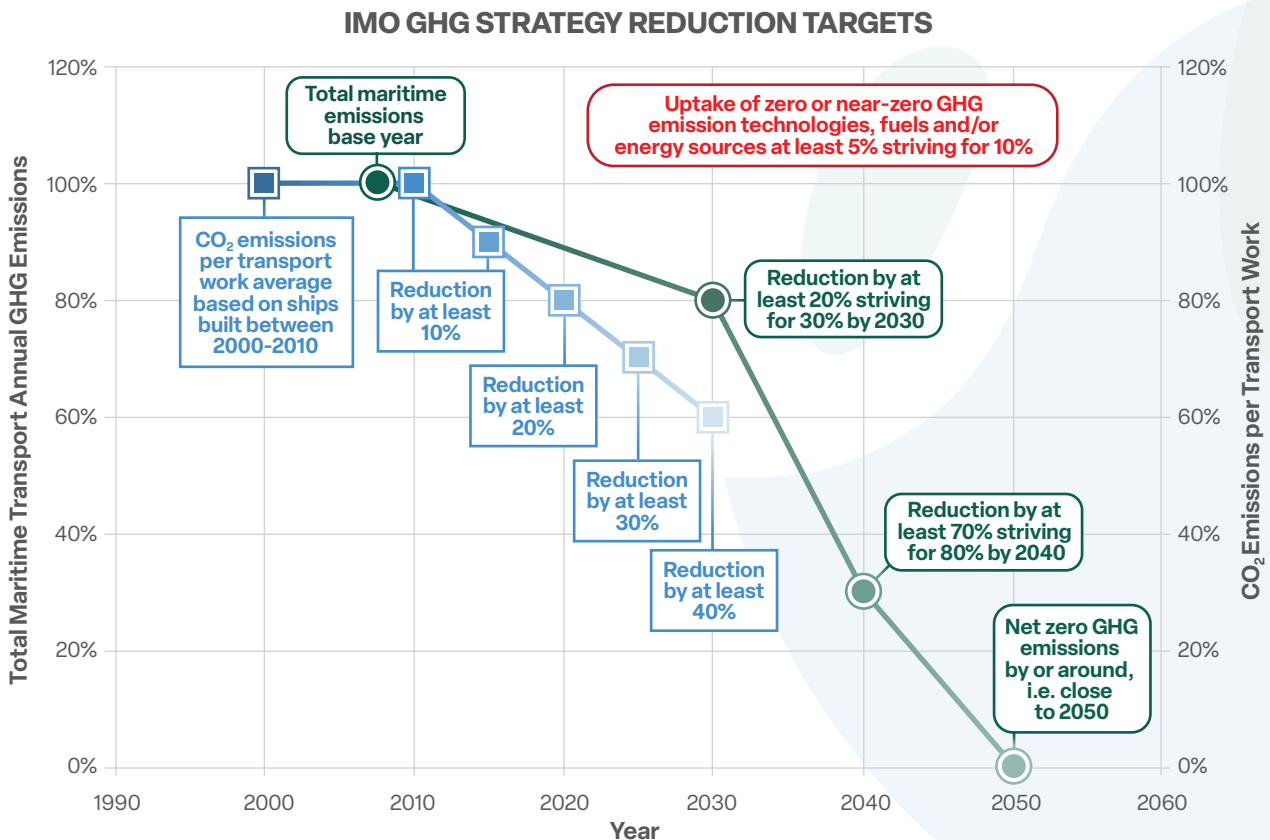 IMO GHG STRATEGY REDUCTION TARGETS
120%
100%
80%
60%
40%
20%
0%
Total Maritime Transport Annual GHG Emissions
Total maritime
emissions
base year
Uptake of zero or near-zero GHG
emission technologies, fuels and/or
energy sources at least 5% striving for 10%
CO₂ emissions
per transport
work average
based on ships
built between
2000-2010
Reduction
by at least
10%
Reduction
by at least
20%
Reduction
by at least
30%
Reduction
by at least
40%
Reduction by at
least 20% striving
for 30% by 2030
Reduction by at
least 70% striving
for 80% by 2040
Net zero GHG
emissions
by or around,
i.e. close
to 2050
120%
100%
80%
60%
40%
20%
0%
CO₂ Emissions per Transport Work
1990 2000 2010 2020 2030 2040 2050 2060
Year